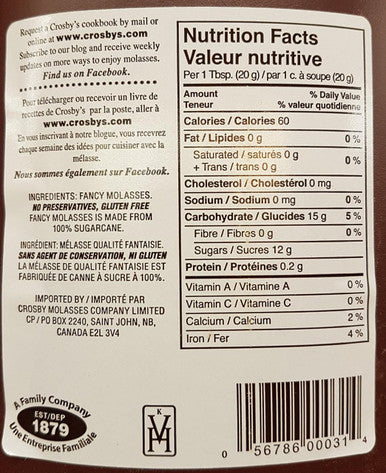 Request a Crosby's cookbook by mail or
online at www.crosbys.com
Subscribe to our blog and receive weekly
updates on more ways to enjoy molasses.
Find us on Facebook.
Pour télécharger ou recevoir un livre de
recettes de Crosby's par la poste, aller à
www.crosbys.com
En vous inscrivant à notre blogue, vous recevrez
chaque semaine des idées pour cuisiner avec la
mélasse.
Nous sommes également sur Facebook.
INGREDIENTS: FANCY MOLASSES.
NO PRESERVATIVES, GLUTEN FREE
FANCY MOLASSES IS MADE FROM
100% SUGARCANE.
INGRÉDIENT: MÉLASSE QUALITÉ FANTAISIE.
SANS AGENT DE CONSERVATION, NI GLUTEN
LA MÉLASSE DE QUALITÉ FANTAISIE EST
FABRIQUÉE DE CANNE À SUCRE À 100%.
IMPORTED BY / IMPORTÉ PAR
CROSBY MOLASSES COMPANY LIMITED
CP / PO BOX 2240, SAINT JOHN, NB,
CANADA E2L 3V4
A Family Company
EST/DEP
1879
Une Entreprise Familiale
K
MV
Nutrition Facts
Valeur nutritive
Per 1 Tbsp. (20 g) / par 1 c. à soupe (20 g)
Amount % Daily Value
Teneur % valeur quotidienne
Calories / Calories 60
Fat / Lipides 0 g 0 %
Saturated / saturés 0 g
+ Trans / trans 0 g 0 %
Cholesterol / Cholestérol 0 mg
Sodium / Sodium 0 mg 0 %
Carbohydrate / Glucides 15 g 5 %
Fibre / Fibres 0 g 0 %
Sugars / Sucres 12 g
Protein / Protéines 0.2 g
Vitamin A / Vitamine A 0 %
Vitamin C / Vitamine C 0 %
Calcium / Calcium 2 %
Iron / Fer 4 %
0 56786 00031 4